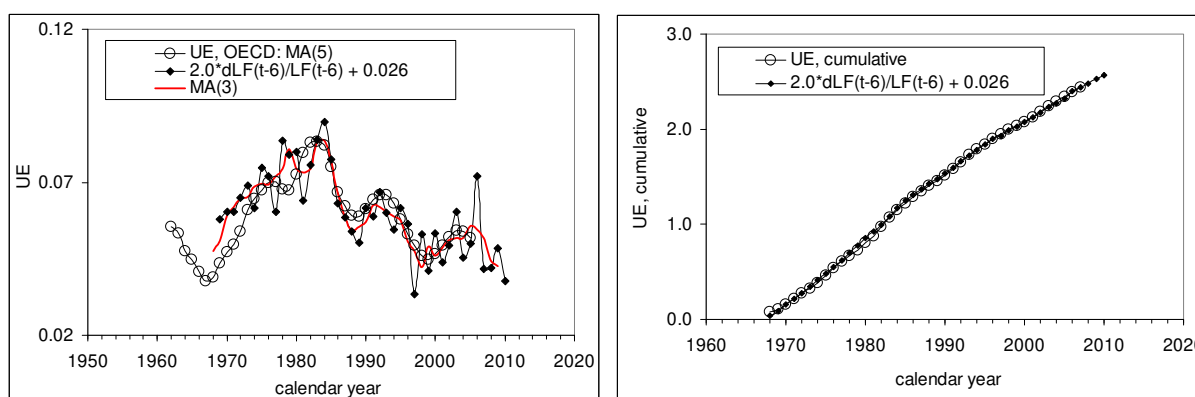 0.12
UE, OECD: MA(5)
2.0*dLF(t-6)/LF(t-6) + 0.026
MA(3)
UE
0.07
0.02
1950 1960 1970 1980 1990 2000 2010 2020
calendar year
3.0
UE, cumulative
2.0*dLF(t-6)/LF(t-6) + 0.026
UE, cumulative
2.0
1.0
0.0
1960 1970 1980 1990 2000 2010 2020
calendar year